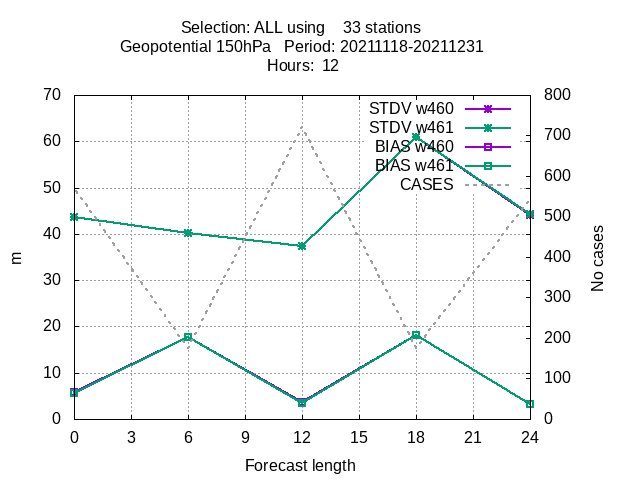 Selection: ALL using    33 stations
Geopotential 150hPa   Period: 20211118-20211231
Hours:  12
70
60
50
40
30
20
10
0
800
700
600
500
400
300
200
100
0
STDV w460
STDV w461
BIAS w460
BIAS w461
CASES
m
No cases
0 3 6 9 12 15 18 21 24
Forecast length